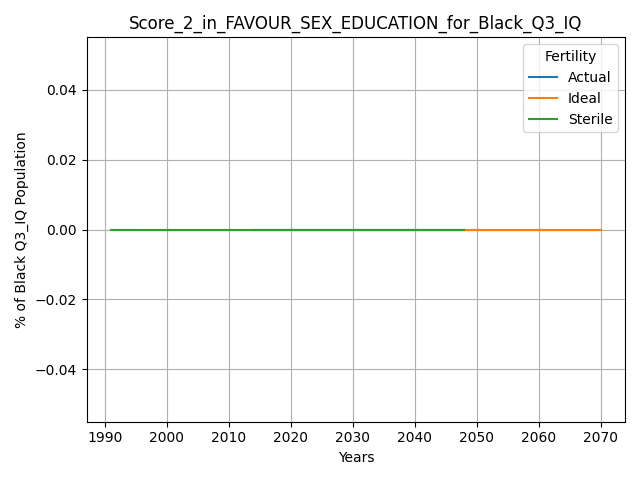 Score_2_in_FAVOUR_SEX_EDUCATION_for_Black_Q3_IQ
% of Black Q3_IQ Population
0.04
0.02
0.00
−0.02
−0.04
Fertility
Actual
Ideal
Sterile
1990 2000 2010 2020 2030 2040 2050 2060 2070
Years